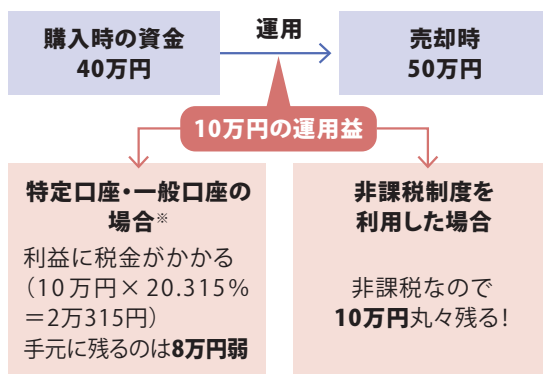 購入時の資金
40万円
運用
売却時
50万円
10万円の運用益
特定口座・一般口座の
場合※
利益に税金がかかる
（10万円×20.315%
＝2万315円）
手元に残るのは8万円弱
非課税制度を
利用した場合
非課税なので
10万円丸々残る！